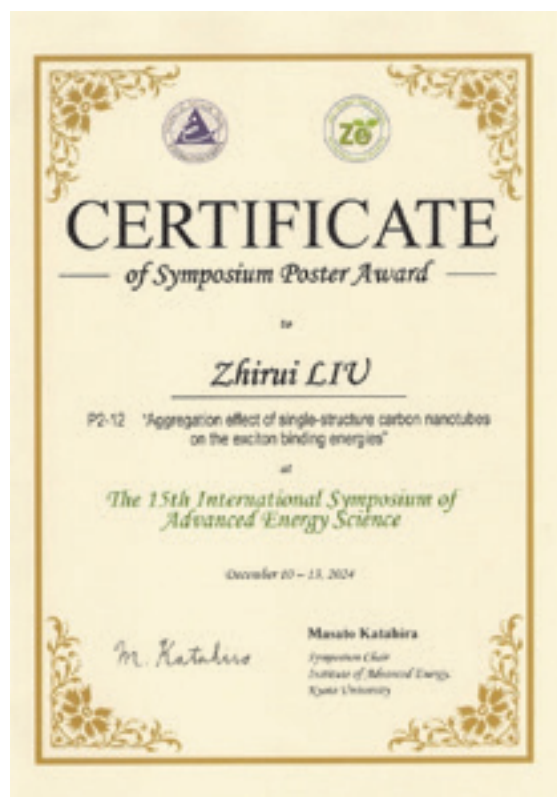 Ze
CERTIFICATE
of Symposium Poster Award
to
Zhirui LIU
P2-12 "Aggregation effect of single-structure carbon nanotubes
on the exciton binding energies"
at
The 15th International Symposium of
Advanced Energy Science
December 10 – 13, 2024
M. Katahira
Masato Katahira
Symposium Chair
Institute of Advanced Energy,
Kyoto University